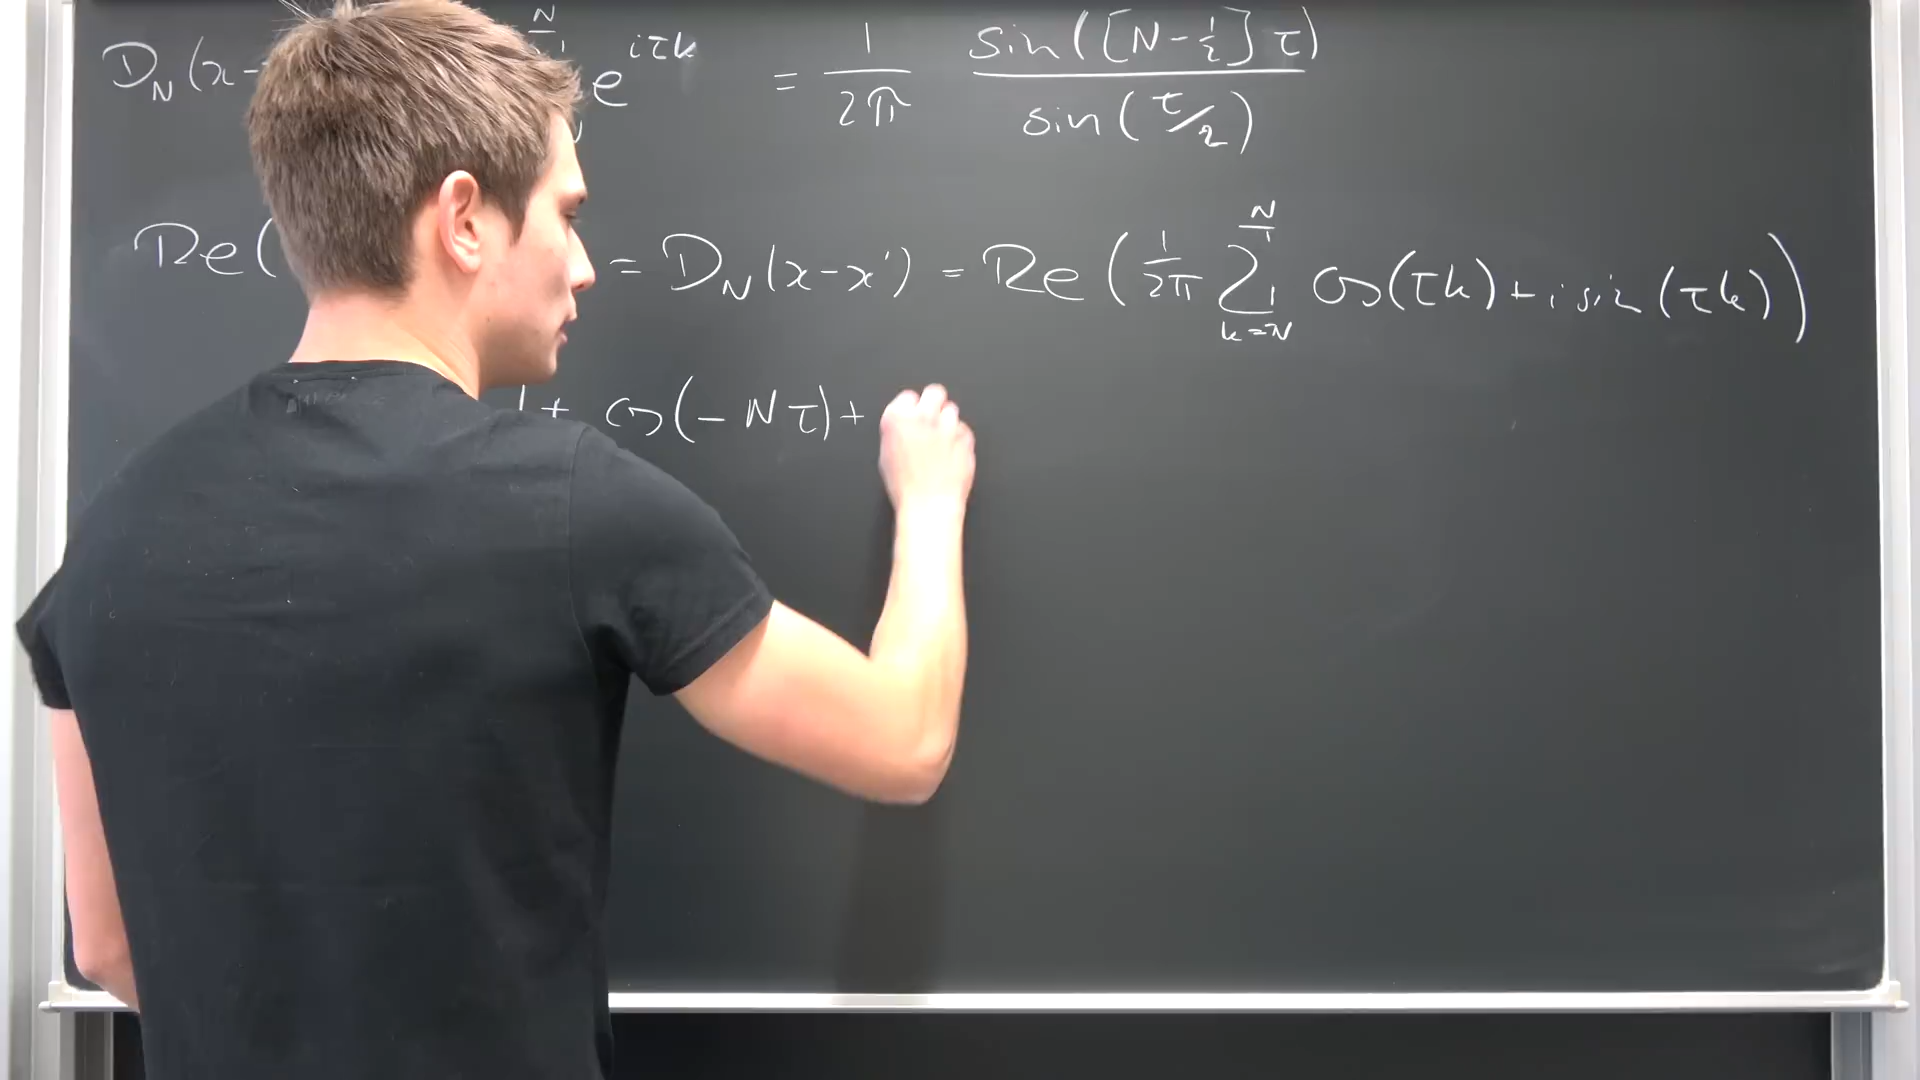 D_N(x- N e^{iτk} = 1/2π sin([N-1/2]τ)/sin(τ/2)
Re( = D_N(x-x') = Re(1/2π Σ_{k=N}^{N} cos(τk)+i sin(τk))
1 + cos(-Nτ)+